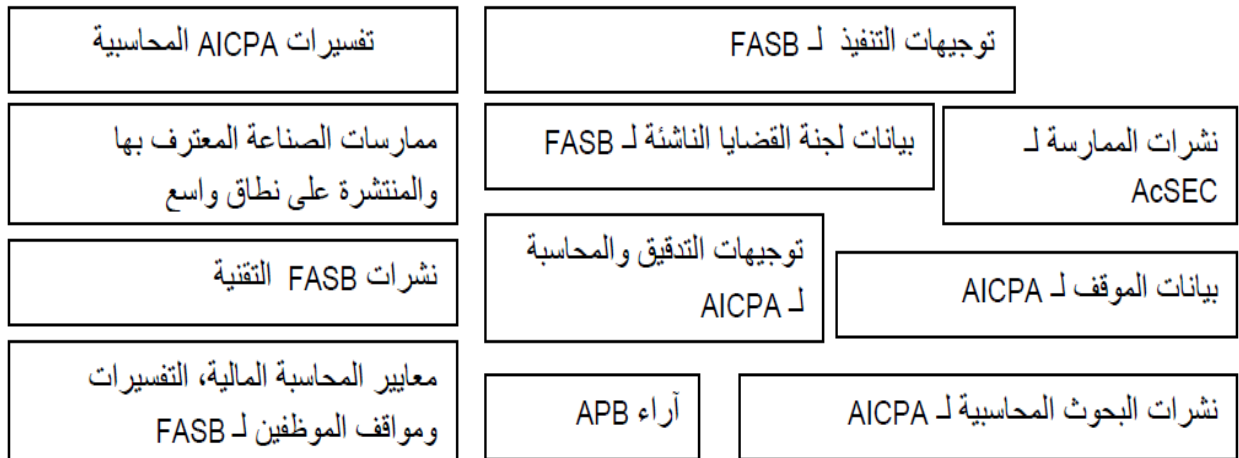 تفسيرات AICPA المحاسبية
توجيهات التنفيذ لـ FASB
ممارسات الصناعة المعترف بها
والمنتشرة على نطاق واسع
بيانات لجنة القضايا الناشئة لـ FASB
نشرات الممارسة لـ
AcSEC
نشرات FASB التقنية
توجيهات التدقيق والمحاسبة
لـ AICPA
بيانات الموقف لـ AICPA
معايير المحاسبة المالية، التفسيرات
ومواقف الموظفين لـ FASB
آراء APB
نشرات البحوث المحاسبية لـ AICPA